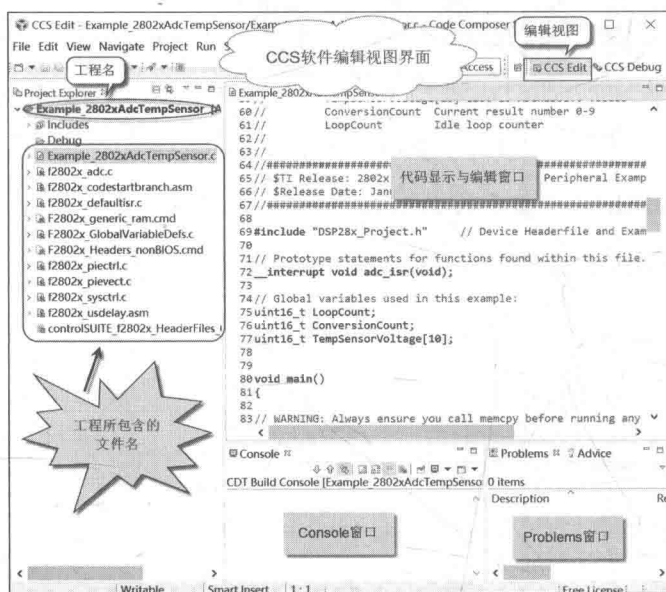 CCS Edit - Example_2802xAdcTempSensor/Example_2802xAdcTempSensor.c - Code Composer
编辑视图
File Edit View Navigate Project Run
CCS软件编辑视图界面
工程名
Access
CCS Edit
CCS Debug
Project Explorer
Example_2802xAdcTempSensor
Includes
Debug
Example_2802xAdcTempSensor.c
f2802x_adc.c
f2802x_codestartbranch.asm
f2802x_defaultisr.c
F2802x_generic_ram.cmd
F2802x_GlobalVariableDefs.c
F2802x_Headers_nonBIOS.cmd
f2802x_piectrl.c
f2802x_pievect.c
f2802x_sysctrl.c
f2802x_usdelay.asm
controlSUITE_f2802x_HeaderFiles_
工程所包含的
文件名
60// ConversionCount Current result number 0-9
61// LoopCount Idle loop counter
62//
63//
64//###########################################################
65// $TI Release: 2802x Peripheral Examp
66// $Release Date: Janu
67//###########################################################
代码显示与编辑窗口
68
69#include "DSP28x_Project.h" // Device Headerfile and Exam
70
71// Prototype statements for functions found within this file.
72__interrupt void adc_isr(void);
73
74// Global variables used in this example:
75uint16_t LoopCount;
76uint16_t ConversionCount;
77uint16_t TempSensorVoltage[10];
78
79
80void main()
81{
82
83// WARNING: Always ensure you call memcpy before running any
Console
CDT Build Console [Example_2802xAdcTempSenso
Console窗口
Problems
Advice
0 items
Description
Re
Problems窗口
Writable
Smart Insert
1 : 1
Free License